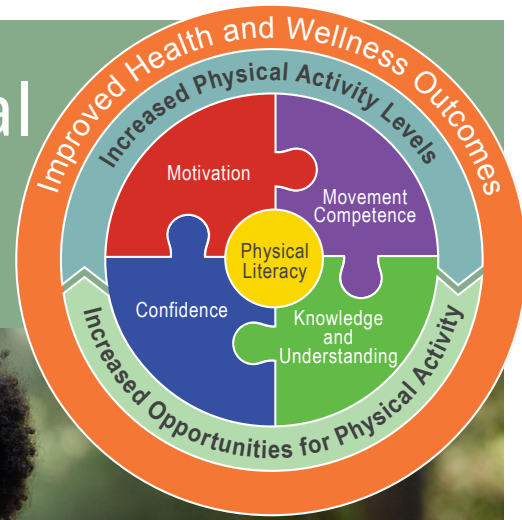 al
Improved Health and Wellness Outcomes
Increased Physical Activity Levels
Motivation
Movement
Competence
Physical
Literacy
Confidence
Knowledge
and
Understanding
Increased Opportunities for Physical Activity